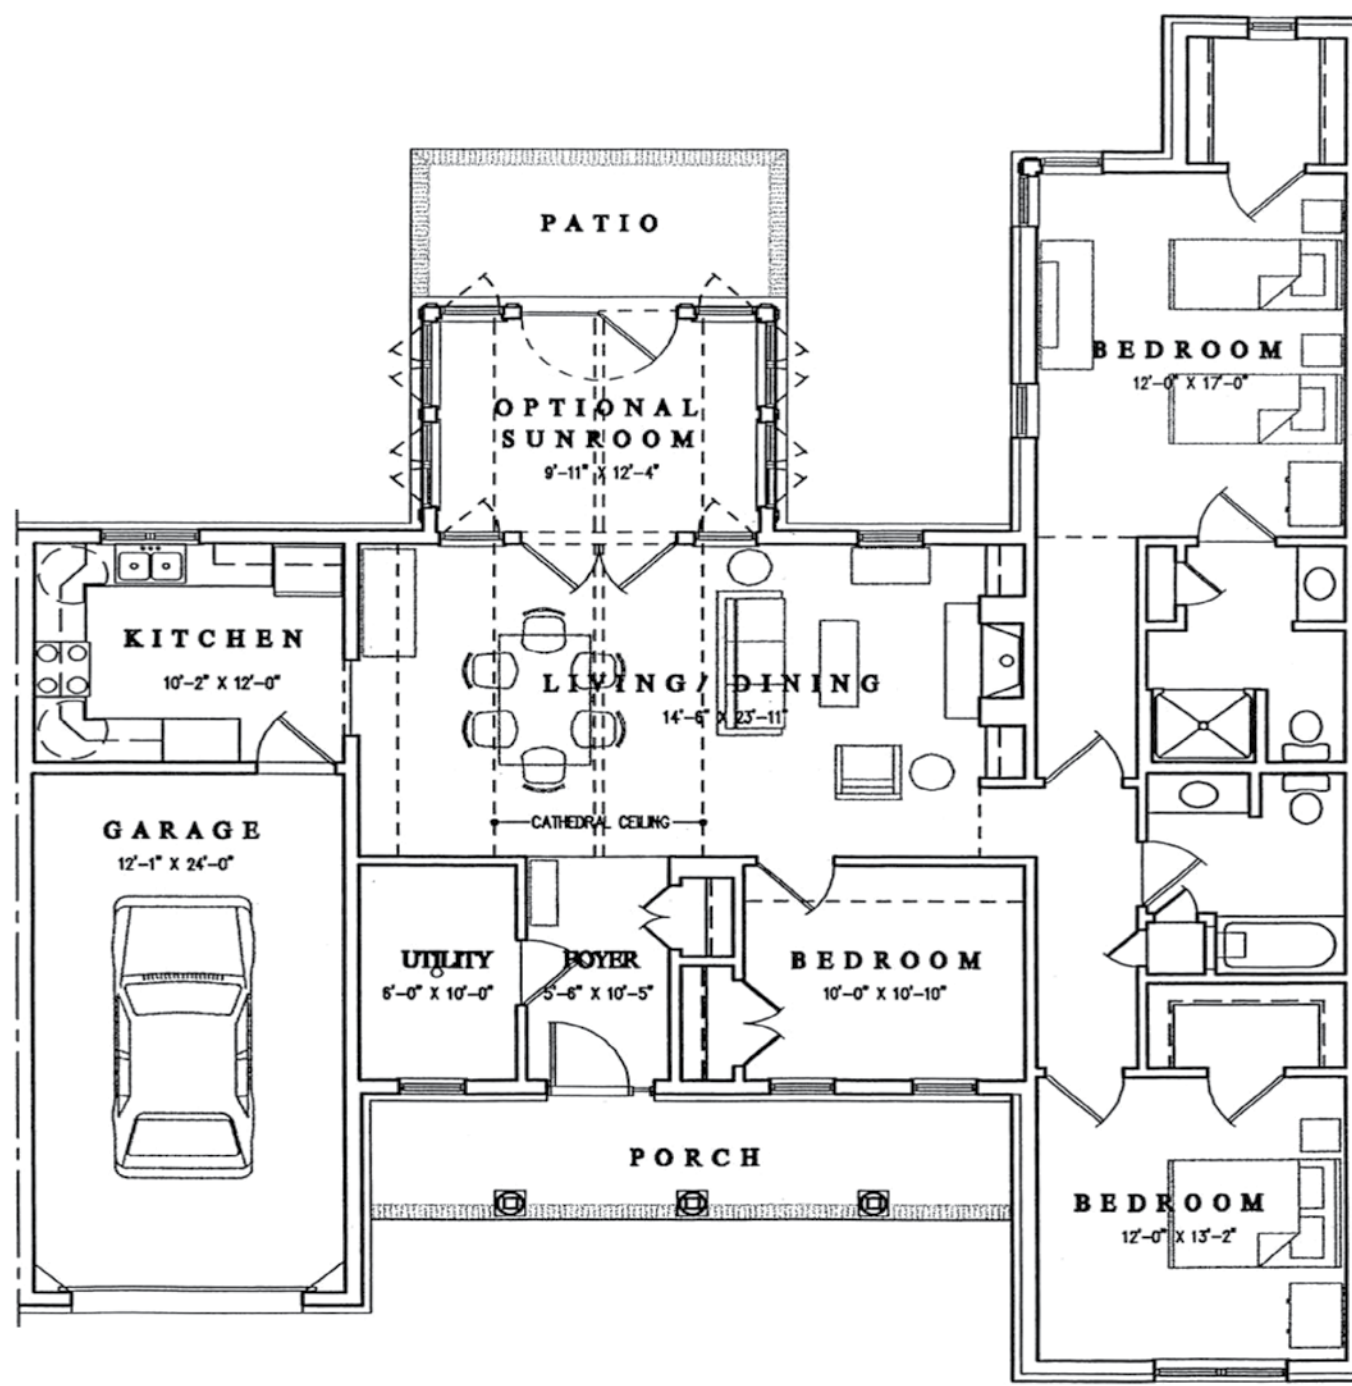 PATIO
BEDROOM
12'-0" X 17'-0"
OPTIONAL
SUNROOM
9'-11" X 12'-4"
KITCHEN
10'-2" X 12'-0"
LIVING/ DINING
14'-6" X 23'-11"
CATHEDRAL CEILING
GARAGE
12'-1" X 24'-0"
UTILITY
6'-0" X 10'-0"
FOYER
5'-6" X 10'-5"
BEDROOM
10'-0" X 10'-10"
PORCH
BEDROOM
12'-0" X 13'-2"